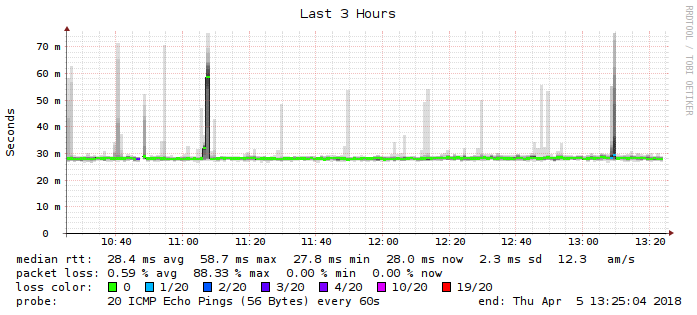 Last 3 Hours
RRDTOOL / TOBI OETIKER
Seconds
70 m
60 m
50 m
40 m
30 m
20 m
10 m
0
10:40 11:00 11:20 11:40 12:00 12:20 12:40 13:00 13:20
median rtt: 28.4 ms avg 58.7 ms max 27.8 ms min 28.0 ms now 2.3 ms sd 12.3 am/s
packet loss: 0.59 % avg 88.33 % max 0.00 % min 0.00 % now
loss color: 0 1/20 2/20 3/20 4/20 10/20 19/20
probe: 20 ICMP Echo Pings (56 Bytes) every 60s end: Thu Apr 5 13:25:04 2018